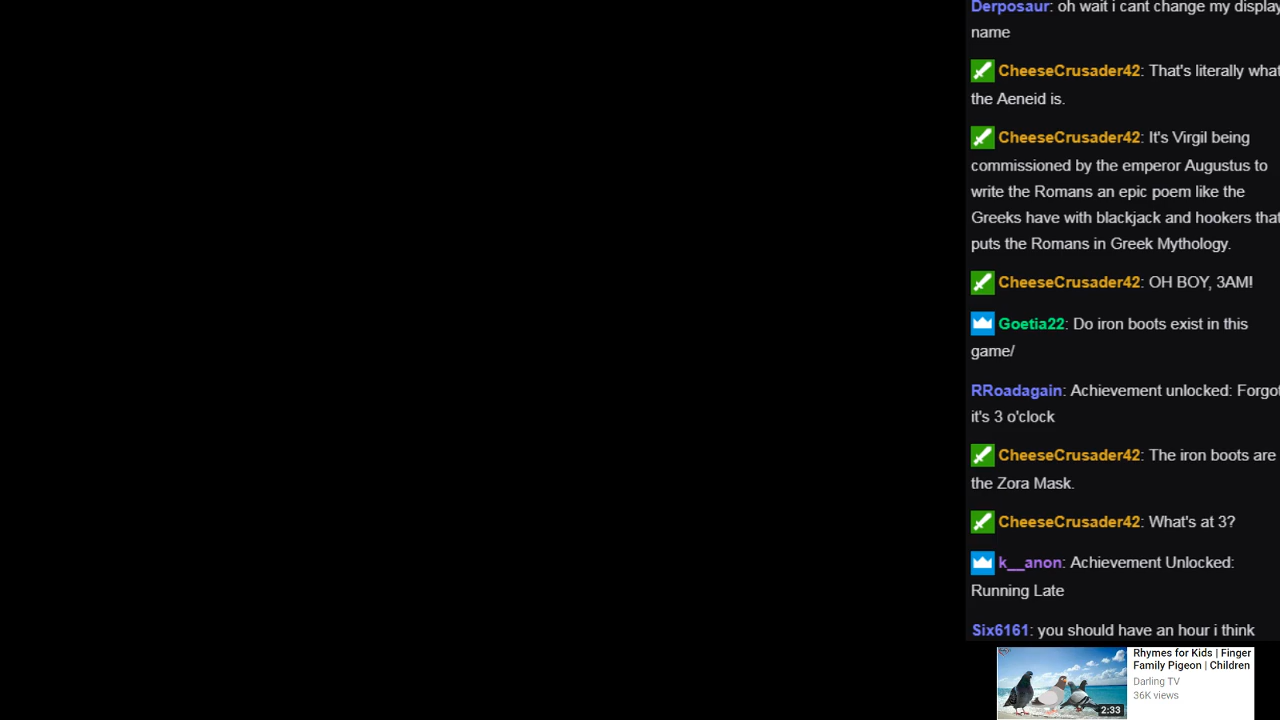 Derposaur: oh wait i cant change my display
name
CheeseCrusader42: That's literally what
the Aeneid is.
CheeseCrusader42: It's Virgil being
commissioned by the emperor Augustus to
write the Romans an epic poem like the
Greeks have with blackjack and hookers that
puts the Romans in Greek Mythology.
CheeseCrusader42: OH BOY, 3AM!
Goetia22: Do iron boots exist in this
game/
RRoadagain: Achievement unlocked: Forgot
it's 3 o'clock
CheeseCrusader42: The iron boots are
the Zora Mask.
CheeseCrusader42: What's at 3?
k__anon: Achievement Unlocked:
Running Late
Six6161: you should have an hour i think
Rhymes for Kids | Finger
Family Pigeon | Children
Darling TV
36K views
2:33